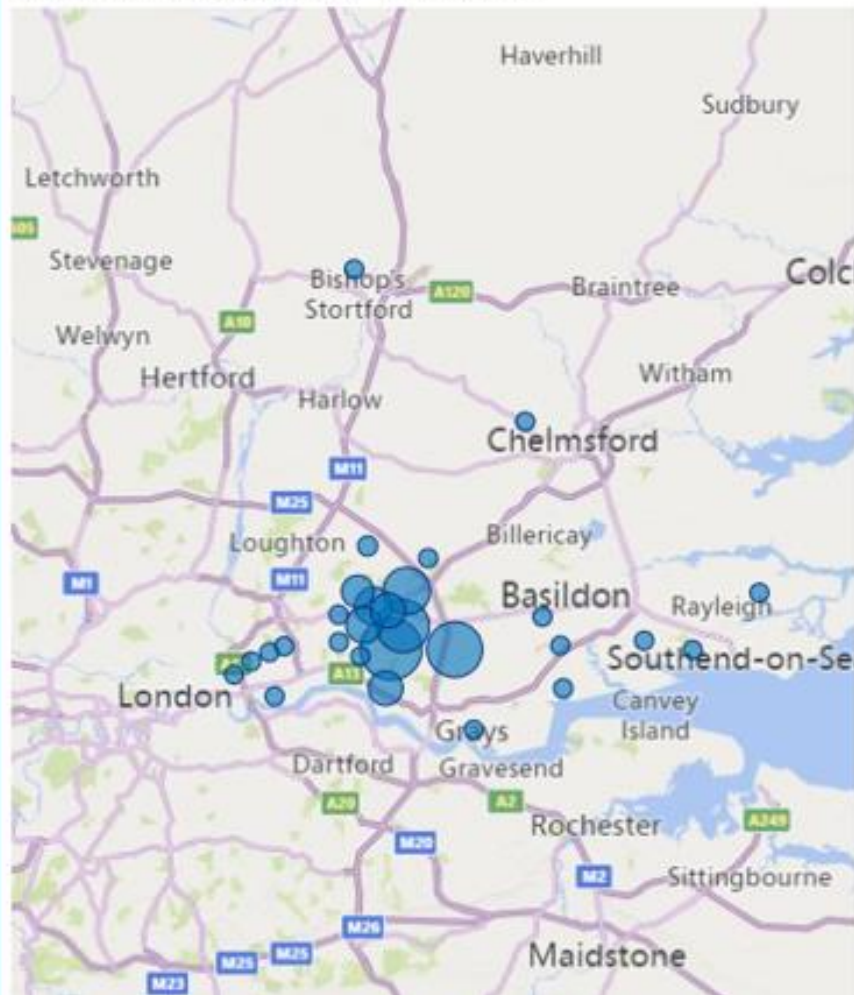 Haverhill
Sudbury
Letchworth
Stevenage
Bishop's
Stortford
A120
Braintree
Colc
A10
Welwyn
Hertford
Harlow
Witham
Chelmsford
M11
M25
Loughton
Billericay
M1
M11
Basildon
Rayleigh
Southend-on-Se
A13
London
Canvey
Island
Grays
Dartford
Gravesend
A20
A2
Rochester
A249
M20
M2
Sittingbourne
M26
M25
M25
Maidstone
M23